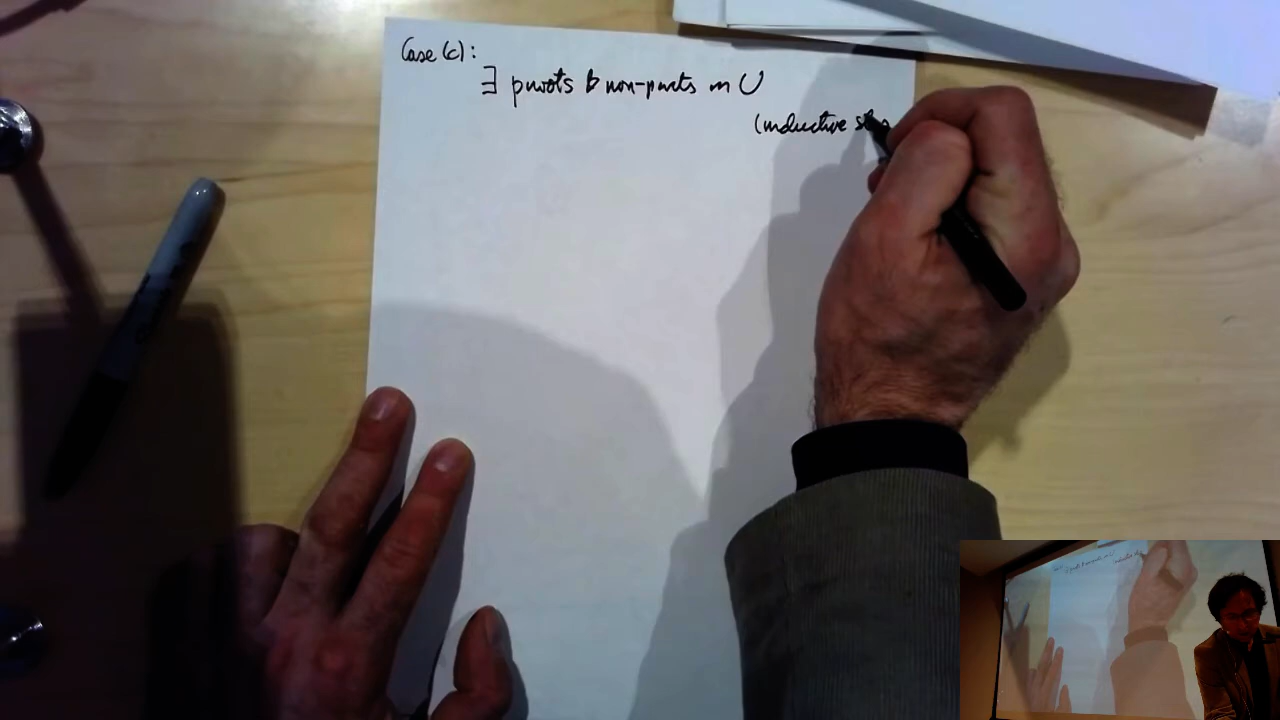 Case (c):
∃ pivots & non-pivots in U
(inductive